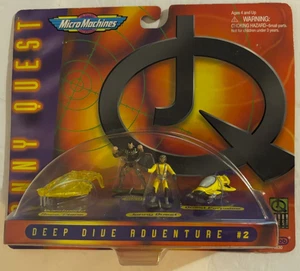 Micro Machines
Ages 4 and Up
WARNING:
CHOKING HAZARD-Small parts.
Not for children under 3 years.
NNY QUEST
JQ
DEEP DIVE ADVENTURE #2